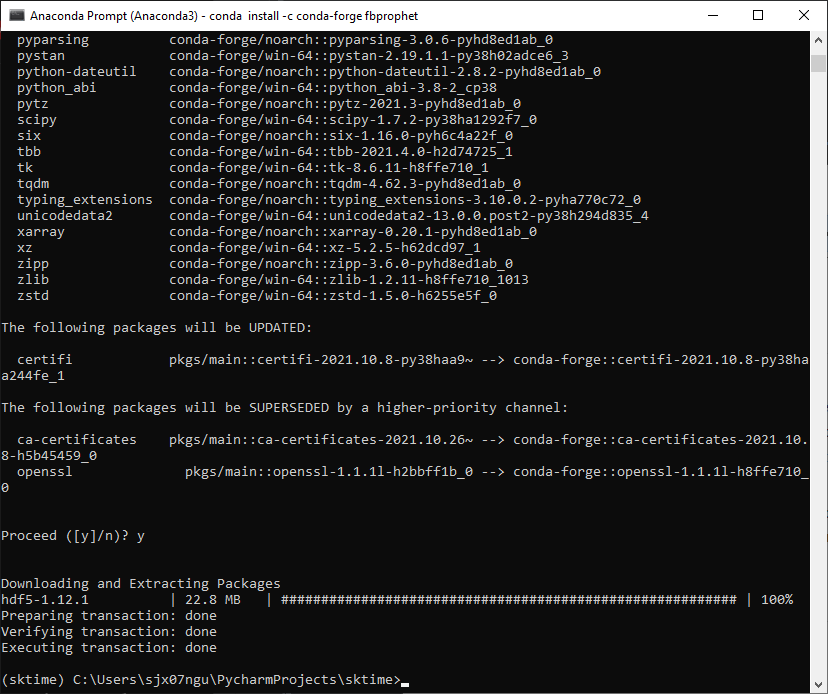 Anaconda Prompt (Anaconda3) - conda  install -c conda-forge fbprophet
pyparsing          conda-forge/noarch::pyparsing-3.0.6-pyhd8ed1ab_0
pystan             conda-forge/win-64::pystan-2.19.1.1-py38h02adce6_3
python-dateutil    conda-forge/noarch::python-dateutil-2.8.2-pyhd8ed1ab_0
python_abi         conda-forge/win-64::python_abi-3.8-2_cp38
pytz               conda-forge/noarch::pytz-2021.3-pyhd8ed1ab_0
scipy              conda-forge/win-64::scipy-1.7.2-py38ha1292f7_0
six                conda-forge/noarch::six-1.16.0-pyh6c4a22f_0
tbb                conda-forge/win-64::tbb-2021.4.0-h2d74725_1
tk                 conda-forge/win-64::tk-8.6.11-h8ffe710_1
tqdm               conda-forge/noarch::tqdm-4.62.3-pyhd8ed1ab_0
typing_extensions  conda-forge/noarch::typing_extensions-3.10.0.2-pyha770c72_0
unicodedata2       conda-forge/win-64::unicodedata2-13.0.0.post2-py38h294d835_4
xarray             conda-forge/noarch::xarray-0.20.1-pyhd8ed1ab_0
xz                 conda-forge/win-64::xz-5.2.5-h62dcd97_1
zipp               conda-forge/noarch::zipp-3.6.0-pyhd8ed1ab_0
zlib               conda-forge/win-64::zlib-1.2.11-h8ffe710_1013
zstd               conda-forge/win-64::zstd-1.5.0-h6255e5f_0
The following packages will be UPDATED:
certifi            pkgs/main::certifi-2021.10.8-py38haa9~ --> conda-forge::certifi-2021.10.8-py38ha
a244fe_1
The following packages will be SUPERSEDED by a higher-priority channel:
ca-certificates    pkgs/main::ca-certificates-2021.10.26~ --> conda-forge::ca-certificates-2021.10.
8-h5b45459_0
openssl              pkgs/main::openssl-1.1.1l-h2bbff1b_0 --> conda-forge::openssl-1.1.1l-h8ffe710_
0
Proceed ([y]/n)? y
Downloading and Extracting Packages
hdf5-1.12.1          | 22.8 MB   | ######################################################### | 100%
Preparing transaction: done
Verifying transaction: done
Executing transaction: done
(sktime) C:\Users\sjx07ngu\PycharmProjects\sktime>